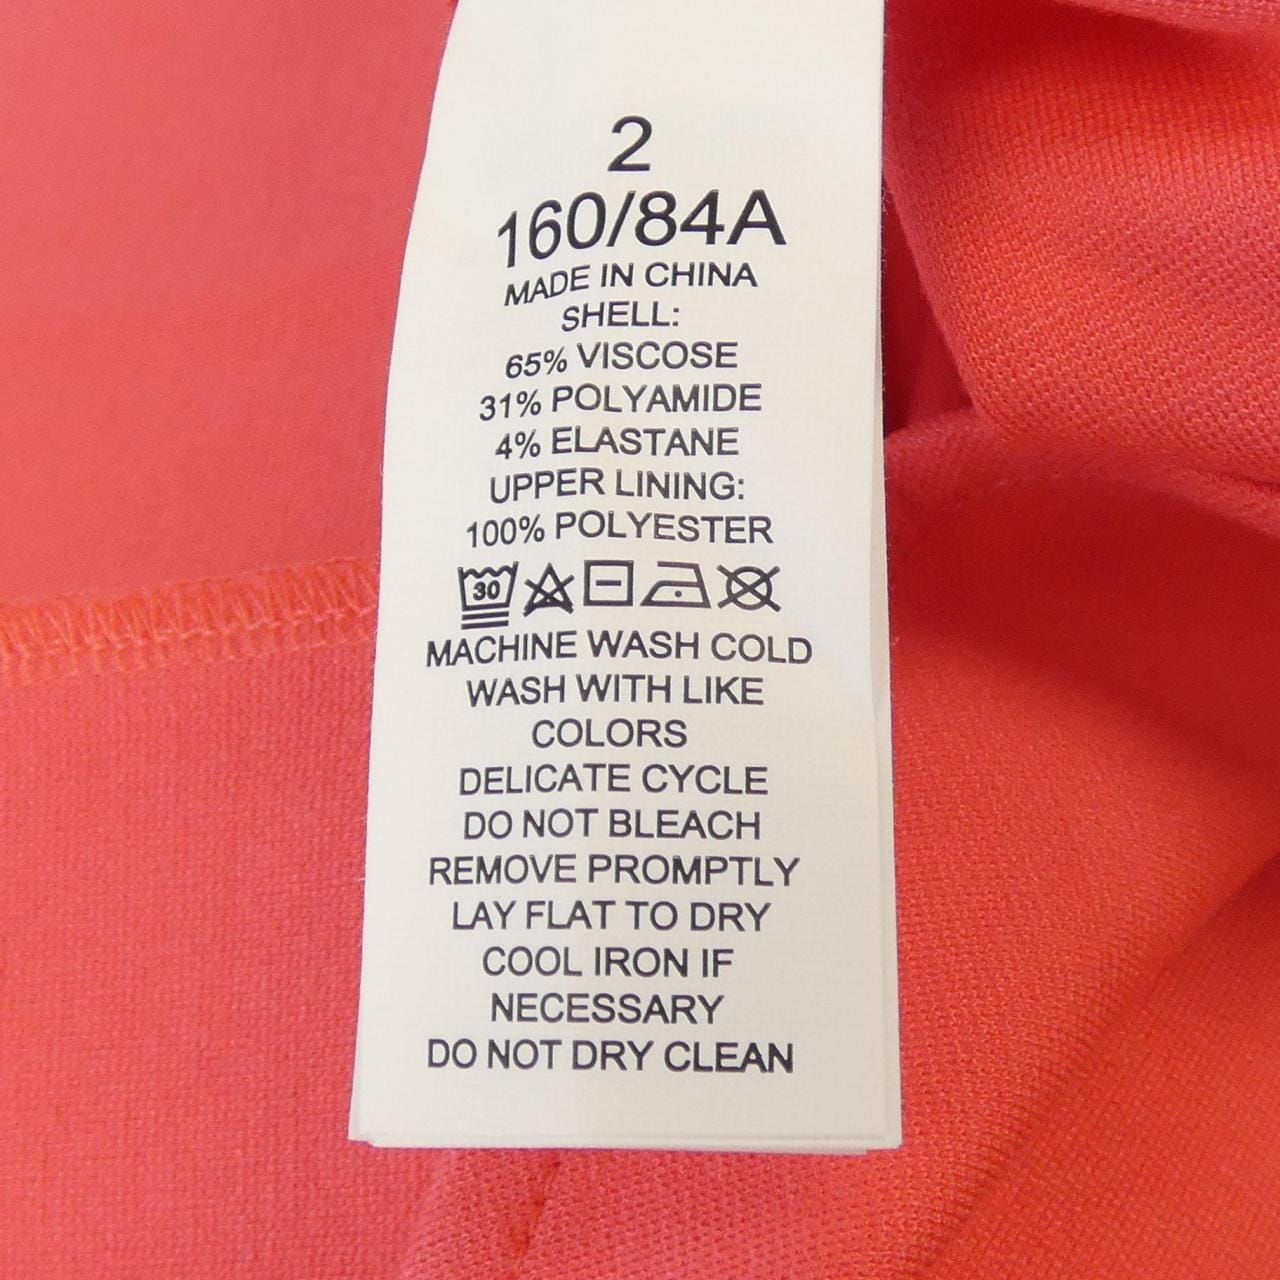 2
160/84A
MADE IN CHINA
SHELL:
65% VISCOSE
31% POLYAMIDE
4% ELASTANE
UPPER LINING:
100% POLYESTER
30
MACHINE WASH COLD
WASH WITH LIKE
COLORS
DELICATE CYCLE
DO NOT BLEACH
REMOVE PROMPTLY
LAY FLAT TO DRY
COOL IRON IF
NECESSARY
DO NOT DRY CLEAN